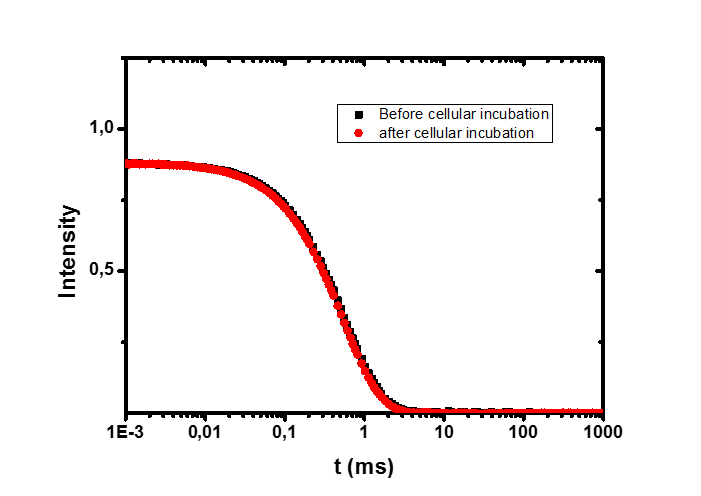 Before cellular incubation
after cellular incubation
1,0
0,5
Intensity
1E-3 0,01 0,1 1 10 100 1000
t (ms)